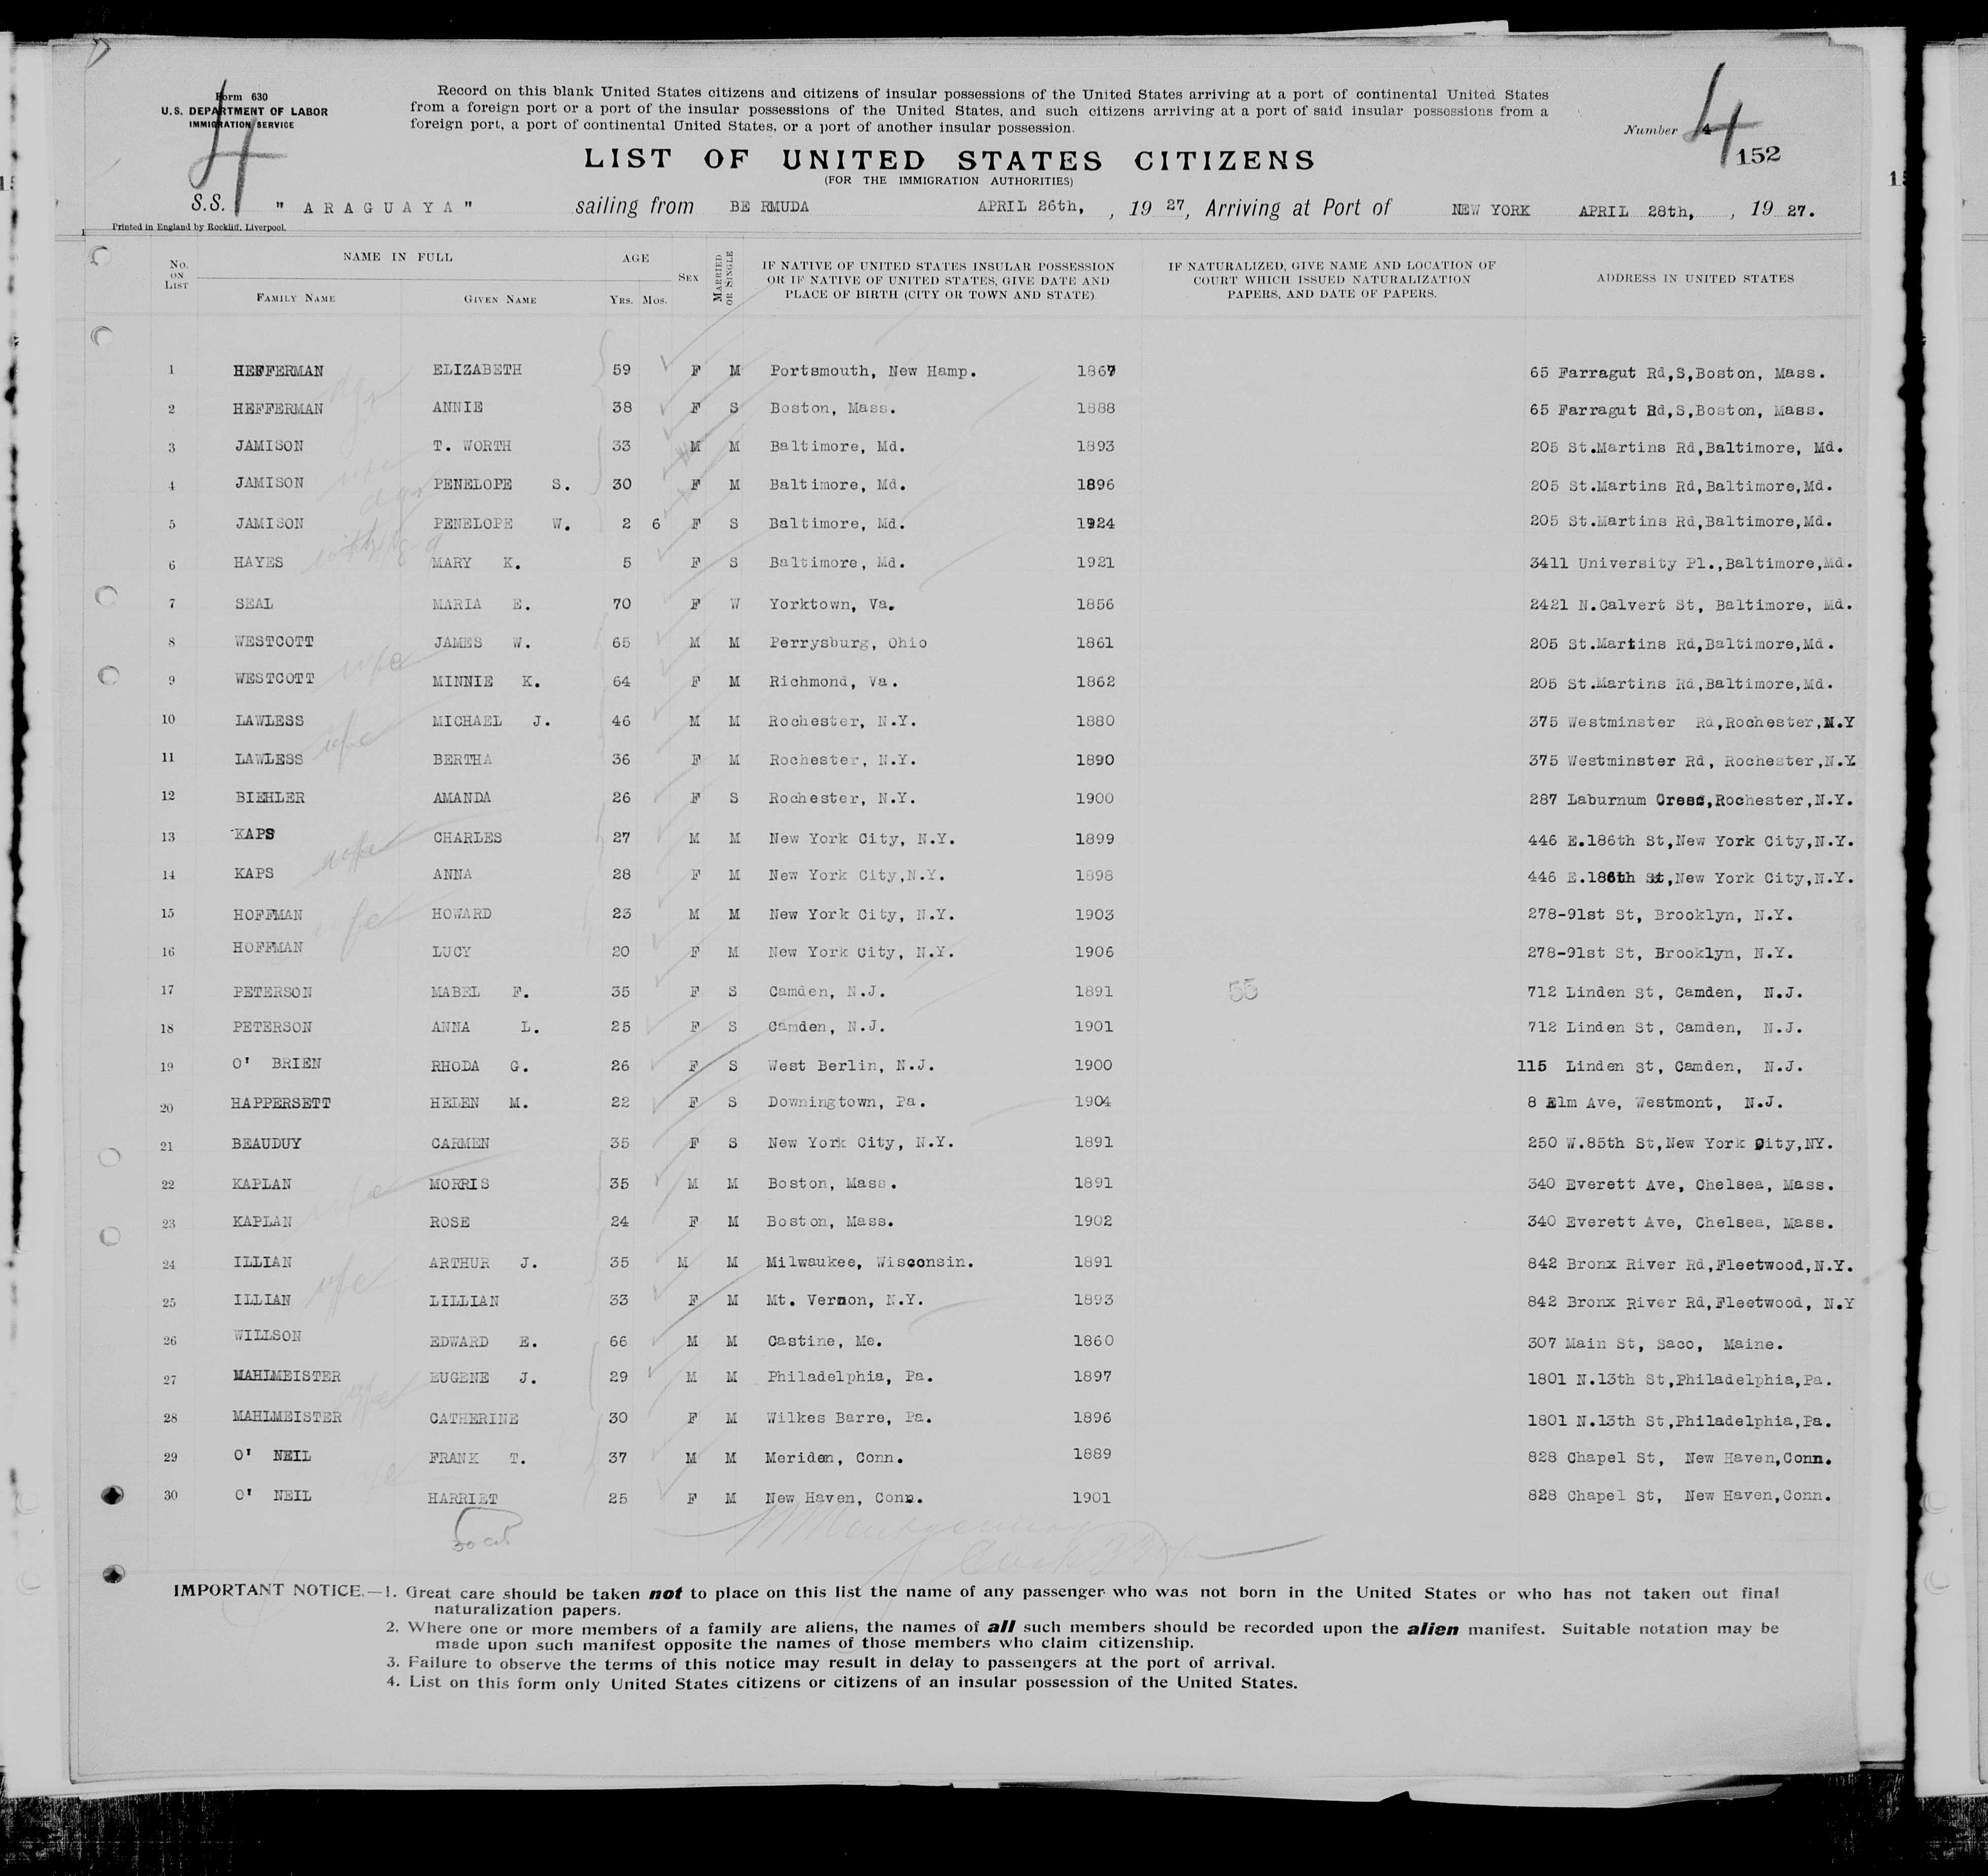 Form 630
U.S. DEPARTMENT OF LABOR
IMMIGRATION SERVICE
4
Record on this blank United States citizens and citizens of insular possessions of the United States arriving at a port of continental United States
from a foreign port or a port of the insular possessions of the United States, and such citizens arriving at a port of said insular possessions from a
foreign port, a port of continental United States, or a port of another insular possession.
Number 4
4
152
LIST OF UNITED STATES CITIZENS
(FOR THE IMMIGRATION AUTHORITIES)
S.S. "ARAGUAYA" sailing from BE RMUDA APRIL 26th, , 19 27, Arriving at Port of NEW YORK APRIL 28th, , 19 27.
Printed in England by Rockliff, Liverpool.
No. ON LIST NAME IN FULL FAMILY NAME GIVEN NAME AGE YRS. MOS. SEX MARRIED OR SINGLE IF NATIVE OF UNITED STATES INSULAR POSSESSION OR IF NATIVE OF UNITED STATES, GIVE DATE AND PLACE OF BIRTH (CITY OR TOWN AND STATE) IF NATURALIZED, GIVE NAME AND LOCATION OF COURT WHICH ISSUED NATURALIZATION PAPERS, AND DATE OF PAPERS. ADDRESS IN UNITED STATES
1 HEFFERMAN ELIZABETH 59 F M Portsmouth, New Hamp. 1867 65 Farragut Rd,S,Boston, Mass.
2 HEFFERMAN ANNIE 38 F S Boston, Mass. 1888 65 Farragut Rd,S,Boston, Mass.
3 JAMISON T. WORTH 33 M M Baltimore, Md. 1893 205 St.Martins Rd,Baltimore, Md.
4 JAMISON PENELOPE S. 30 F M Baltimore, Md. 1896 205 St.Martins Rd,Baltimore,Md.
5 JAMISON PENELOPE W. 2 6 F S Baltimore, Md. 1924 205 St.Martins Rd,Baltimore,Md.
6 HAYES MARY K. 5 F S Baltimore, Md. 1921 3411 University Pl.,Baltimore,Md.
7 SEAL MARIA E. 70 F W Yorktown, Va. 1856 2421 N.Calvert St, Baltimore, Md.
8 WESTCOTT JAMES W. 65 M M Perrysburg, Ohio 1861 205 St.Martins Rd,Baltimore,Md.
9 WESTCOTT MINNIE K. 64 F M Richmond, Va. 1862 205 St.Martins Rd,Baltimore,Md.
10 LAWLESS MICHAEL J. 46 M M Rochester, N.Y. 1880 375 Westminster Rd,Rochester,N.Y
11 LAWLESS BERTHA 36 F M Rochester, N.Y. 1890 375 Westminster Rd, Rochester,N.Y
12 BIEHLER AMANDA 26 F S Rochester, N.Y. 1900 287 Laburnum Cresc,Rochester,N.Y.
13 KAPS CHARLES 27 M M New York City, N.Y. 1899 446 E.186th St,New York City,N.Y.
14 KAPS ANNA 28 F M New York City,N.Y. 1898 446 E.186th St,New York City,N.Y.
15 HOFFMAN HOWARD 23 M M New York City, N.Y. 1903 278-91st St, Brooklyn, N.Y.
16 HOFFMAN LUCY 20 F M New York City, N.Y. 1906 278-91st St, Brooklyn, N.Y.
17 PETERSON MABEL F. 35 F S Camden, N.J. 1891 55 712 Linden St, Camden, N.J.
18 PETERSON ANNA L. 25 F S Camden, N.J. 1901 712 Linden St, Camden, N.J.
19 O' BRIEN RHODA G. 26 F S West Berlin, N.J. 1900 115 Linden St, Camden, N.J.
20 HAPPERSETT HELEN M. 22 F S Downingtown, Pa. 1904 8 Elm Ave, Westmont, N.J.
21 BEAUDUY CARMEN 35 F S New York City, N.Y. 1891 250 W.85th St,New York City,NY.
22 KAPLAN MORRIS 35 M M Boston, Mass. 1891 340 Everett Ave, Chelsea, Mass.
23 KAPLAN ROSE 24 F M Boston, Mass. 1902 340 Everett Ave, Chelsea, Mass.
24 ILLIAN ARTHUR J. 35 M M Milwaukee, Wisconsin. 1891 842 Bronx River Rd,Fleetwood,N.Y.
25 ILLIAN LILLIAN 33 F M Mt. Vernon, N.Y. 1893 842 Bronx River Rd,Fleetwood, N.Y
26 WILLSON EDWARD E. 66 M M Castine, Me. 1860 307 Main St, Saco, Maine.
27 MAHLMEISTER EUGENE J. 29 M M Philadelphia, Pa. 1897 1801 N.13th St,Philadelphia,Pa.
28 MAHLMEISTER CATHERINE 30 F M Wilkes Barre, Pa. 1896 1801 N.13th St,Philadelphia,Pa.
29 O' NEIL FRANK T. 37 M M Meriden, Conn. 1889 828 Chapel St, New Haven,Conn.
30 O' NEIL HARRIET 25 F M New Haven, Conn. 1901 828 Chapel St, New Haven,Conn.
IMPORTANT NOTICE.—1. Great care should be taken not to place on this list the name of any passenger who was not born in the United States or who has not taken out final
naturalization papers.
2. Where one or more members of a family are aliens, the names of all such members should be recorded upon the alien manifest. Suitable notation may be
made upon such manifest opposite the names of those members who claim citizenship.
3. Failure to observe the terms of this notice may result in delay to passengers at the port of arrival.
4. List on this form only United States citizens or citizens of an insular possession of the United States.